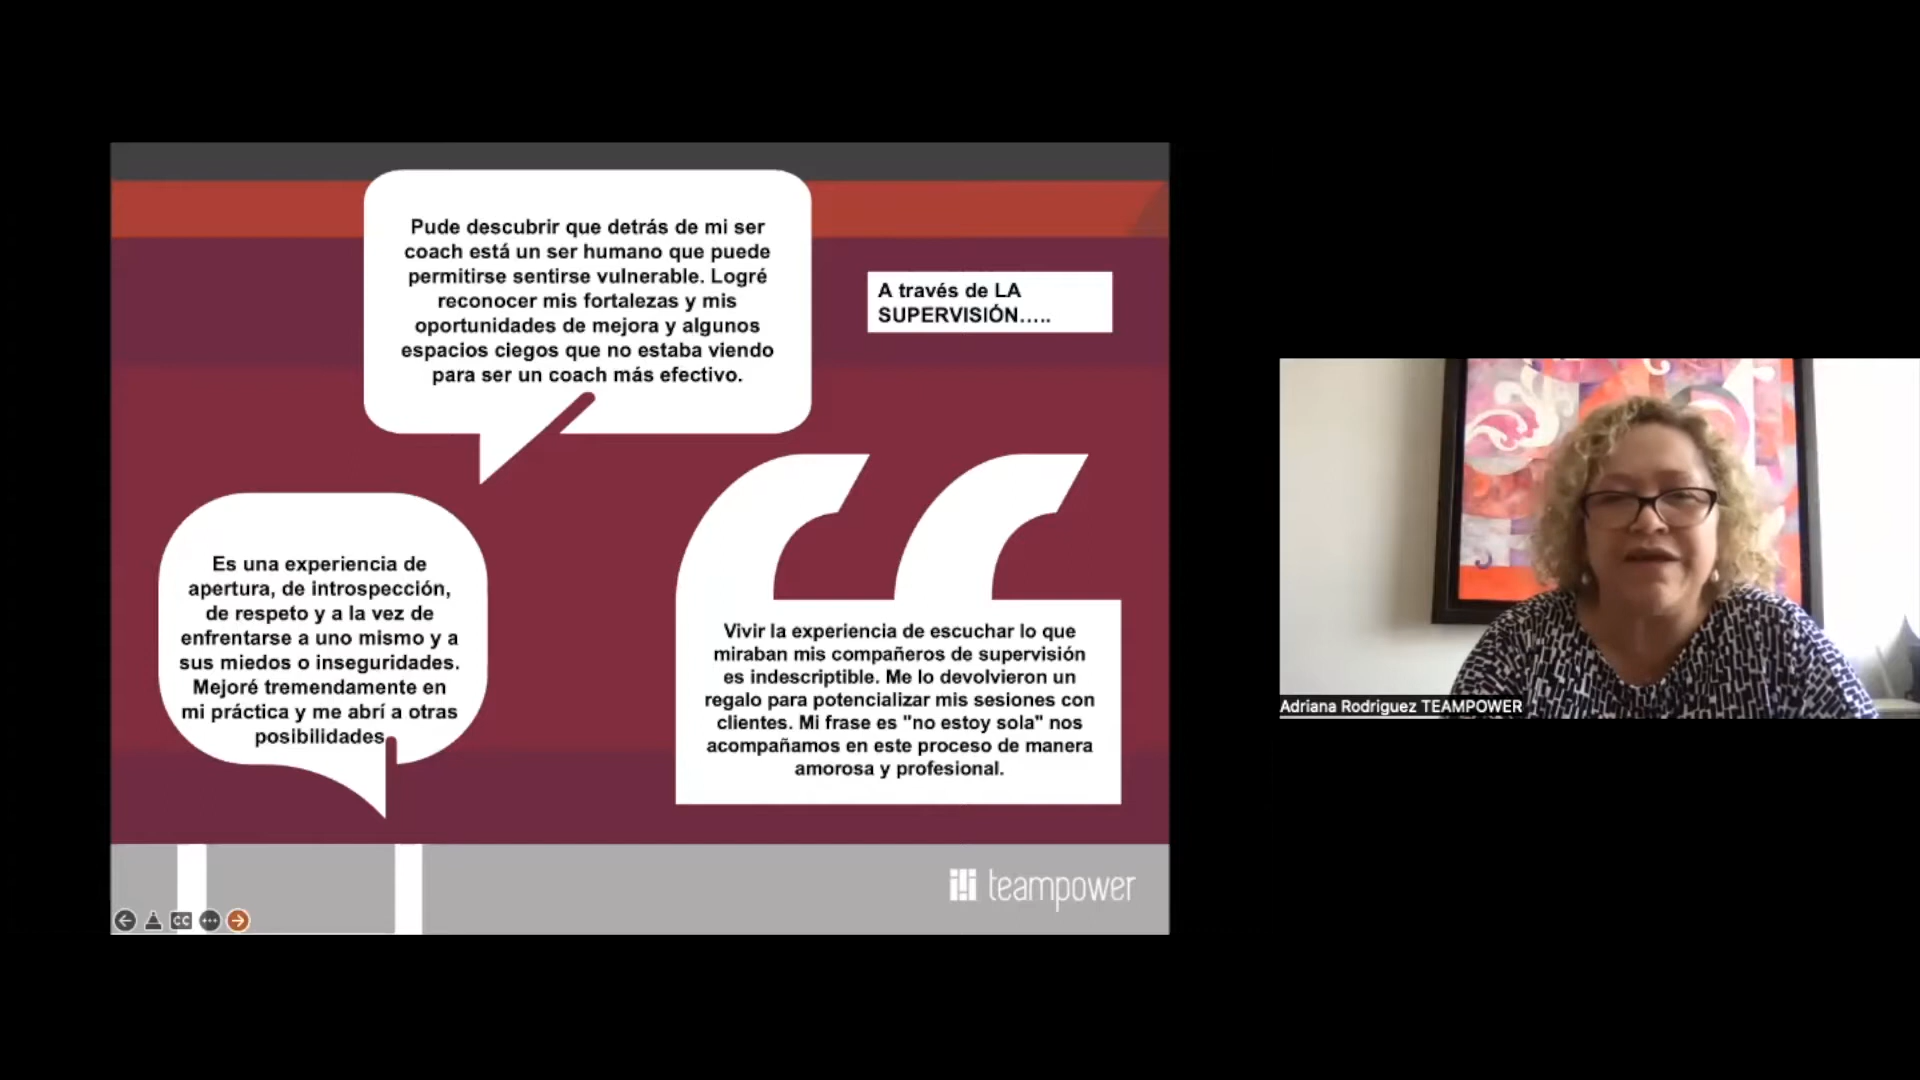 Pude descubrir que detrás de mi ser
coach está un ser humano que puede
permitirse sentirse vulnerable. Logré
reconocer mis fortalezas y mis
oportunidades de mejora y algunos
espacios ciegos que no estaba viendo
para ser un coach más efectivo.
A través de LA
SUPERVISIÓN.....
Es una experiencia de
apertura, de introspección,
de respeto y a la vez de
enfrentarse a uno mismo y a
sus miedos o inseguridades.
Mejoré tremendamente en
mi práctica y me abrí a otras
posibilidades
Vivir la experiencia de escuchar lo que
miraban mis compañeros de supervisión
es indescriptible. Me lo devolvieron un
regalo para potencializar mis sesiones con
clientes. Mi frase es "no estoy sola" nos
acompañamos en este proceso de manera
amorosa y profesional.
teampower
CC
Adriana Rodriguez TEAMPOWER